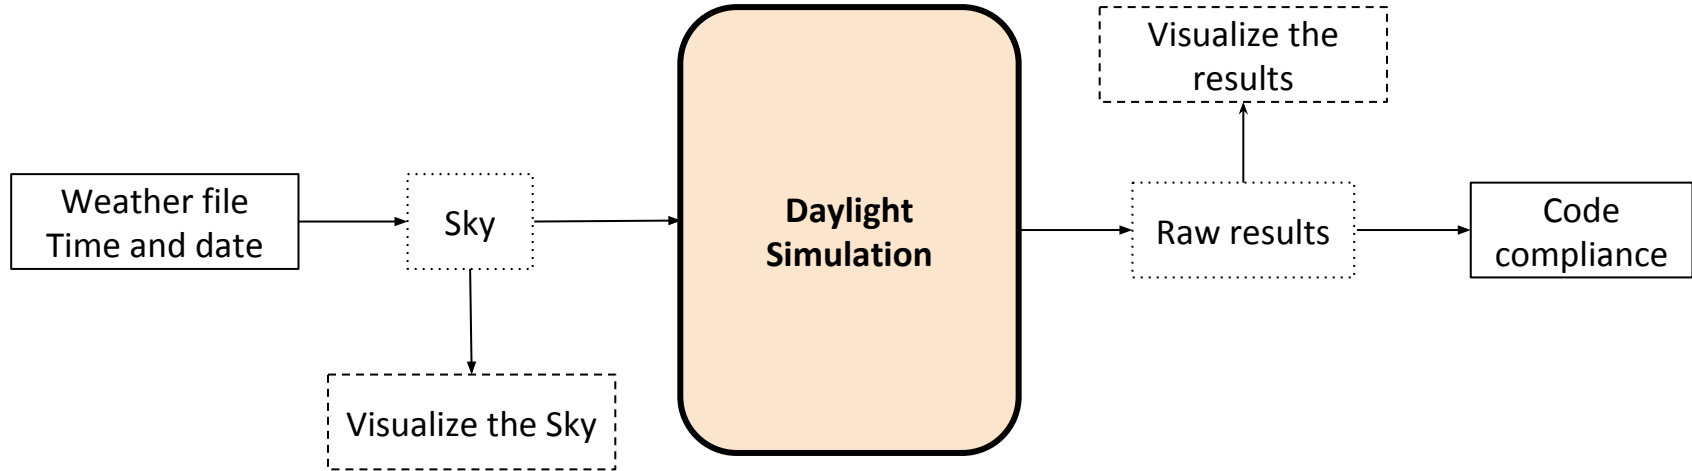 Weather file
Time and date
Sky
Visualize the Sky
Daylight
Simulation
Visualize the
results
Raw results
Code
compliance